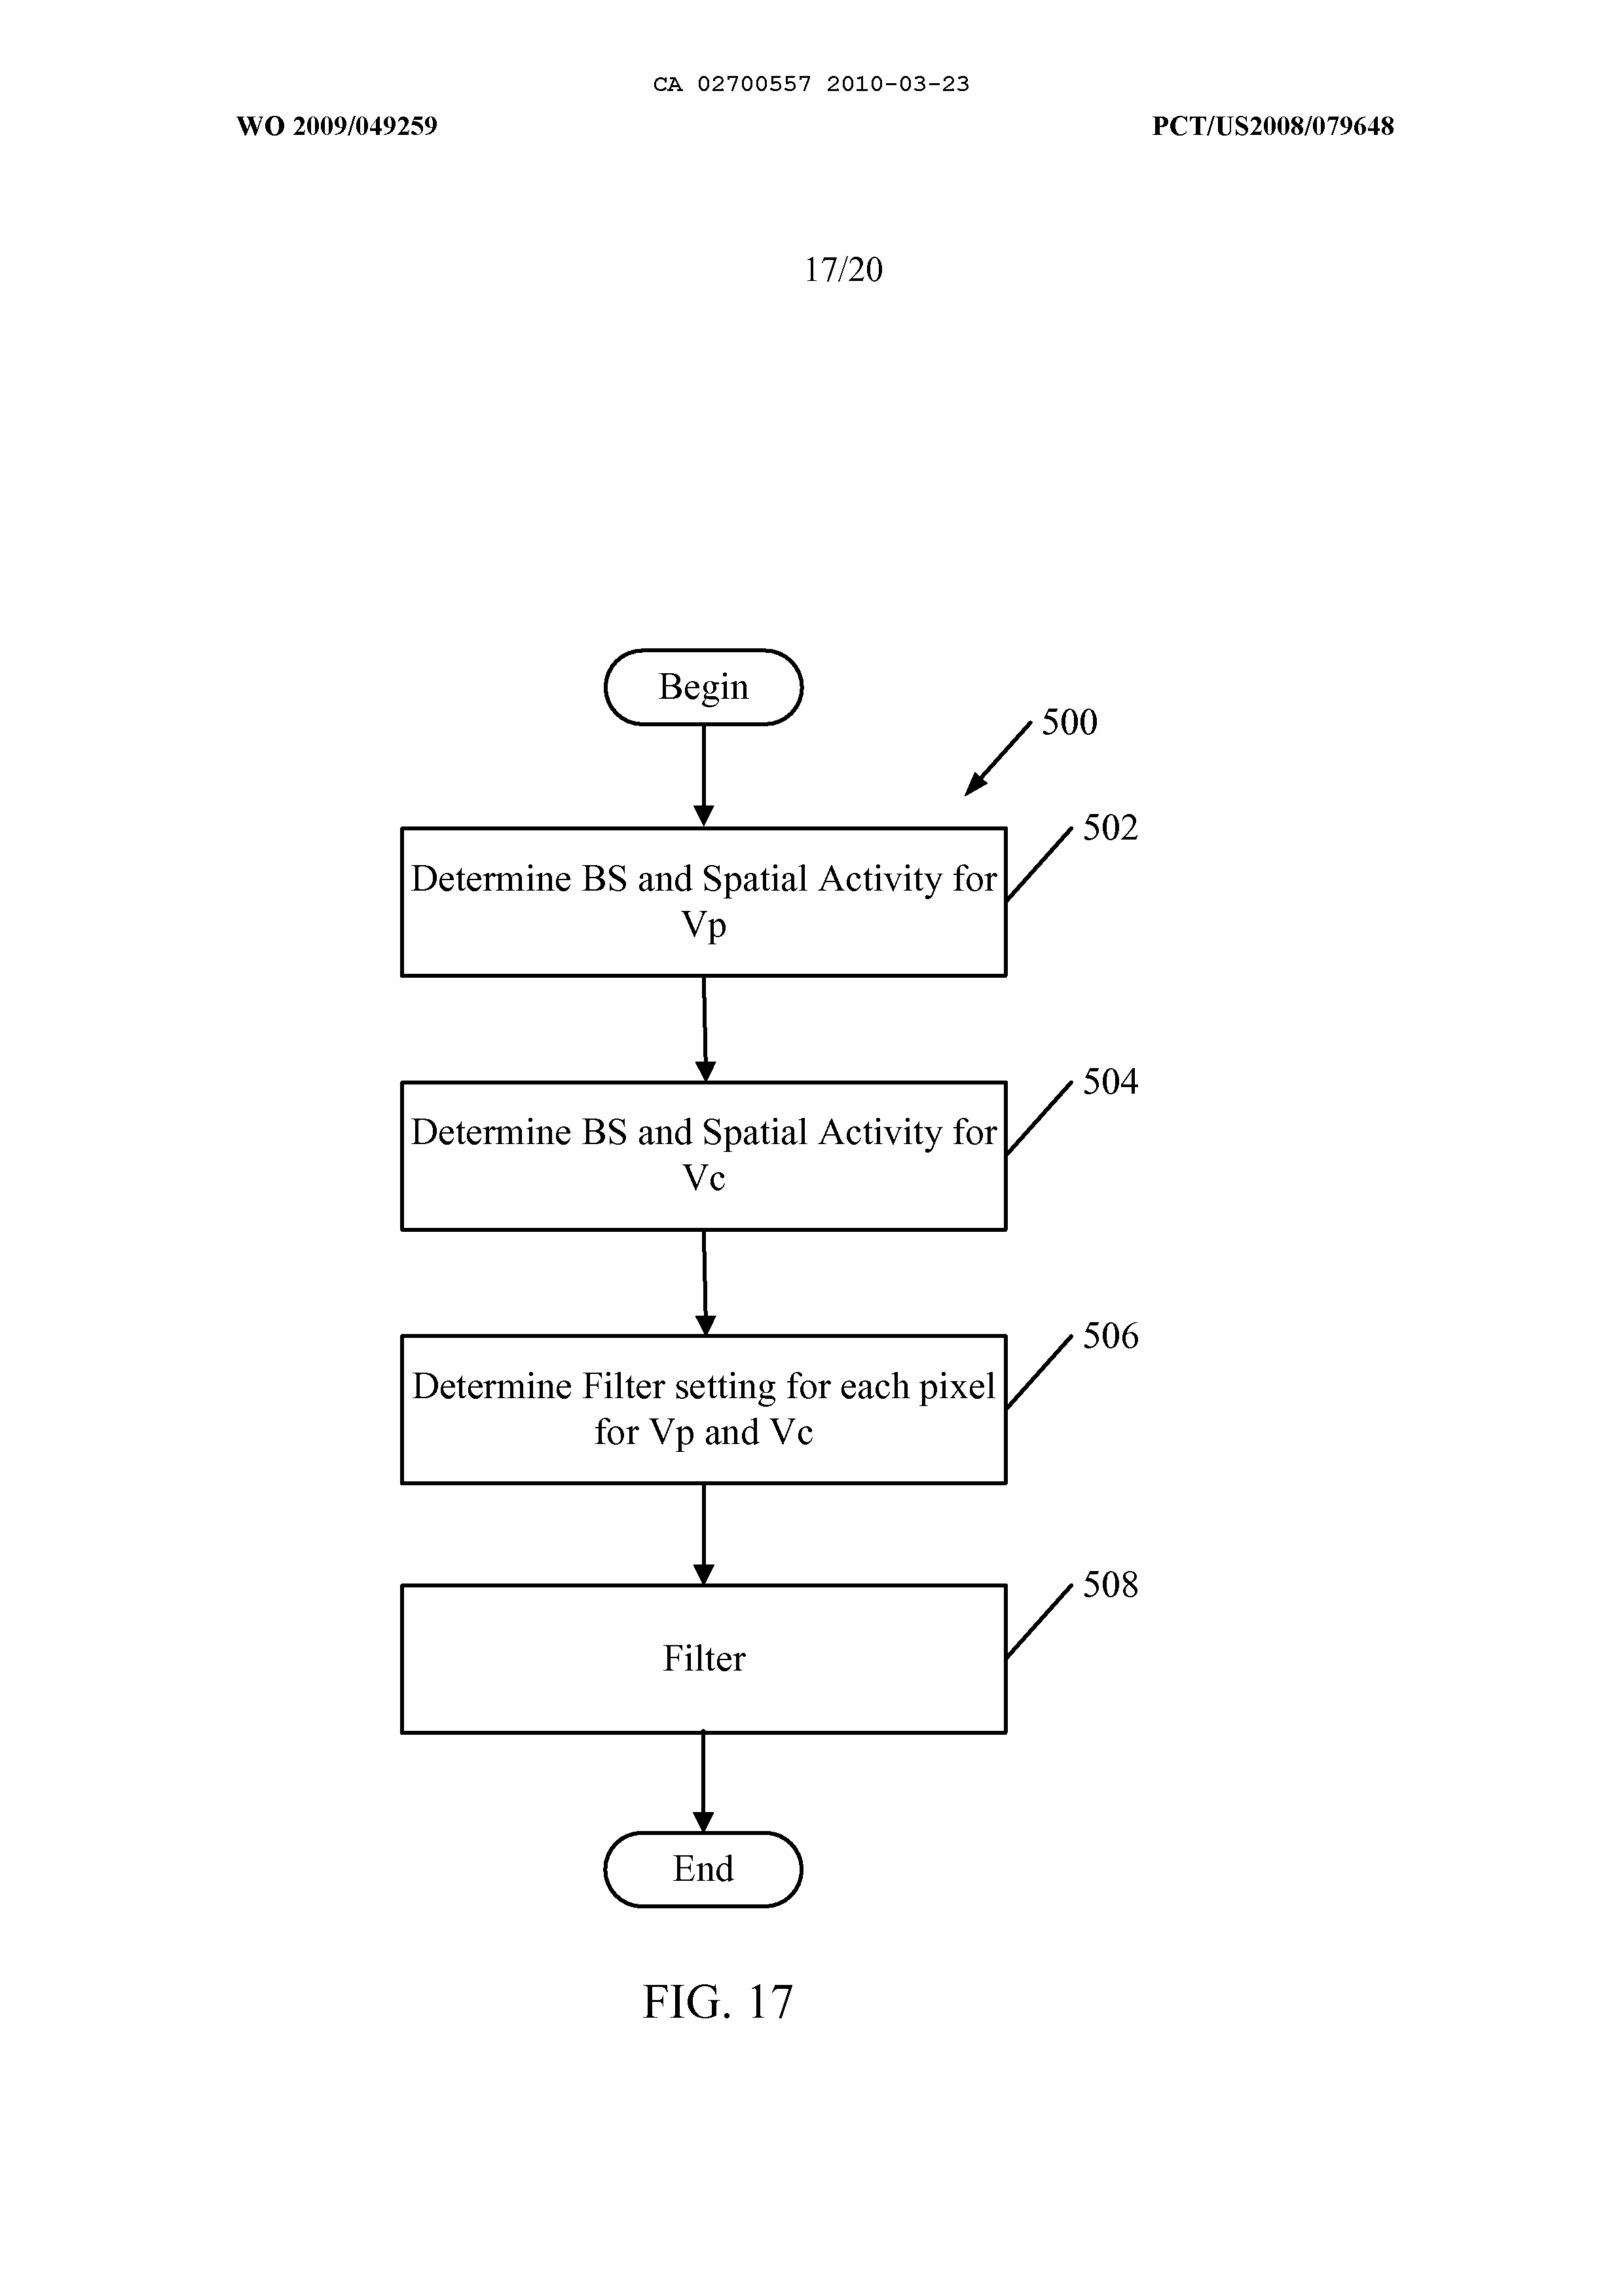 CA 02700557 2010-03-23
WO 2009/049259
PCT/US2008/079648
17/20
Begin
500
502
Determine BS and Spatial Activity for
Vp
504
Determine BS and Spatial Activity for
Vc
506
Determine Filter setting for each pixel
for Vp and Vc
508
Filter
End
FIG. 17